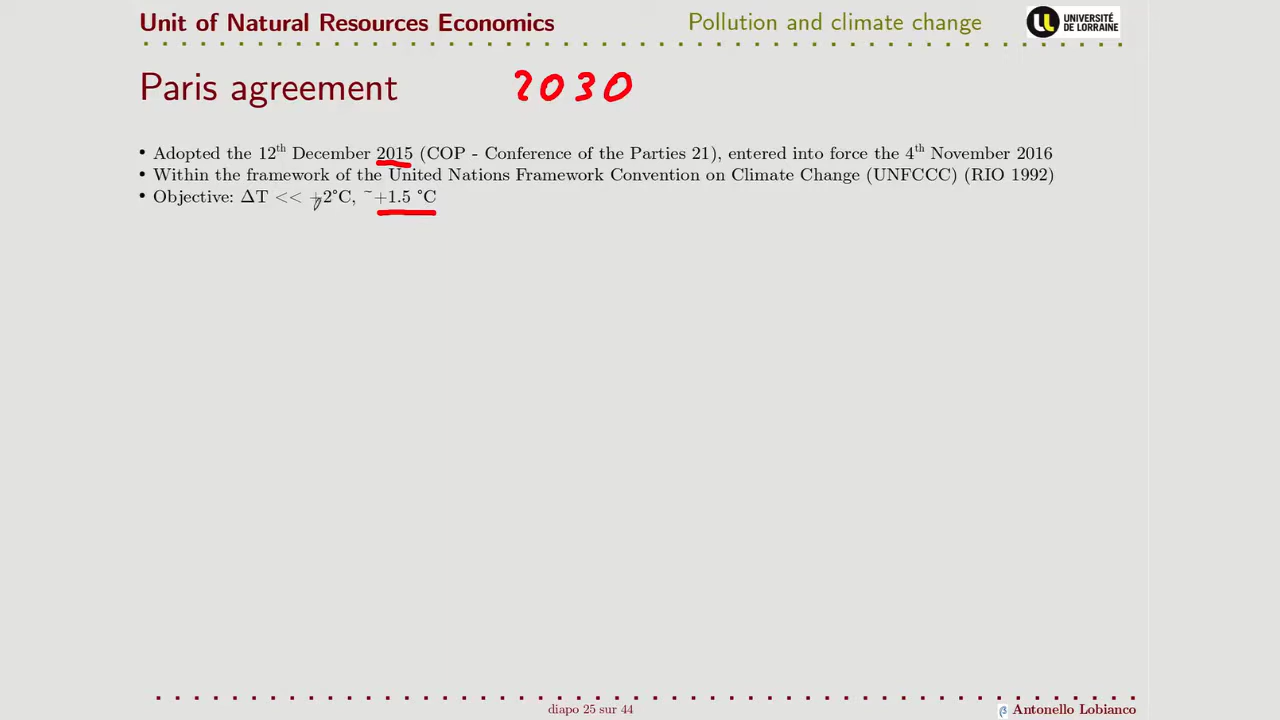 Unit of Natural Resources Economics
Pollution and climate change
UNIVERSITÉ
DE LORRAINE
Paris agreement
2030
• Adopted the 12th December 2015 (COP - Conference of the Parties 21), entered into force the 4th November 2016
• Within the framework of the United Nations Framework Convention on Climate Change (UNFCCC) (RIO 1992)
• Objective: ΔT << +2°C, ~+1.5 °C
diapo 25 sur 44
β Antonello Lobianco